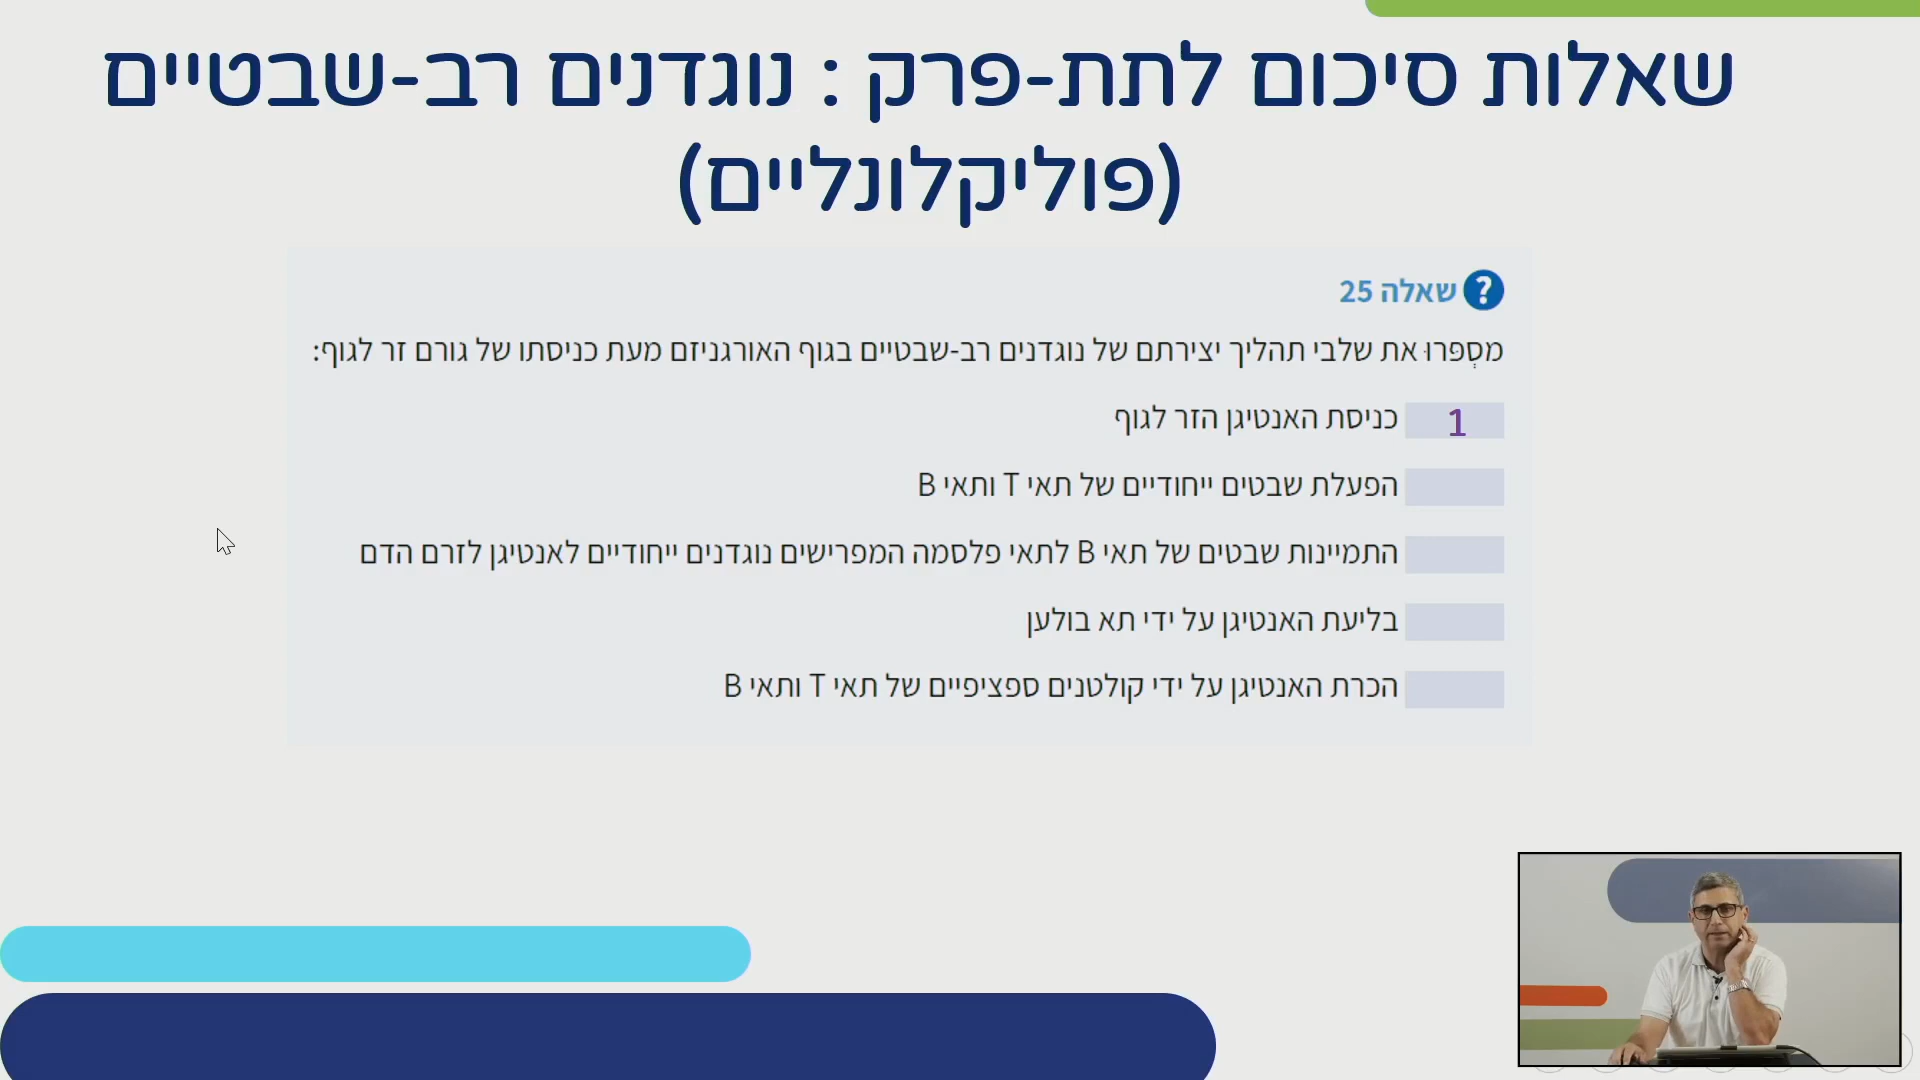 שאלות סיכום לתת-פרק : נוגדנים רב-שבטיים
(פוליקלונליים)
? שאלה 25
מסְפּרוּ את שלבי תהליך יצירתם של נוגדנים רב-שבטיים בגוף האורגניזם מעת כניסתו של גורם זר לגוף:
1 כניסת האנטיגן הזר לגוף
הפעלת שבטים ייחודיים של תאי T ותאי B
התמיינות שבטים של תאי B לתאי פלסמה המפרישים נוגדנים ייחודיים לאנטיגן לזרם הדם
בליעת האנטיגן על ידי תא בולען
הכרת האנטיגן על ידי קולטנים ספציפיים של תאי T ותאי B